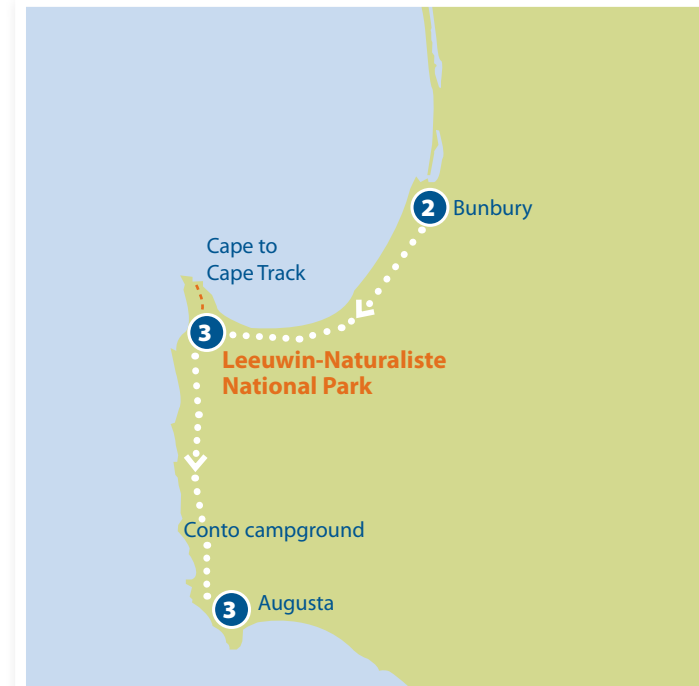 2 Bunbury
Cape to
Cape Track
3
Leeuwin-Naturaliste
National Park
Conto campground
3 Augusta